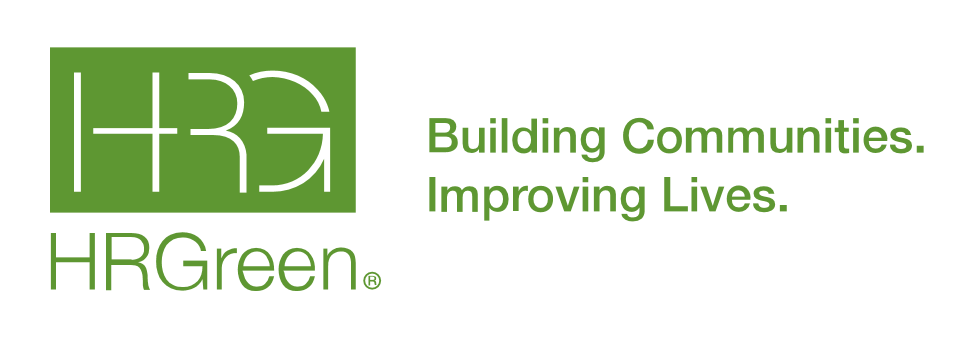 HRG
HRGreen®
Building Communities.
Improving Lives.